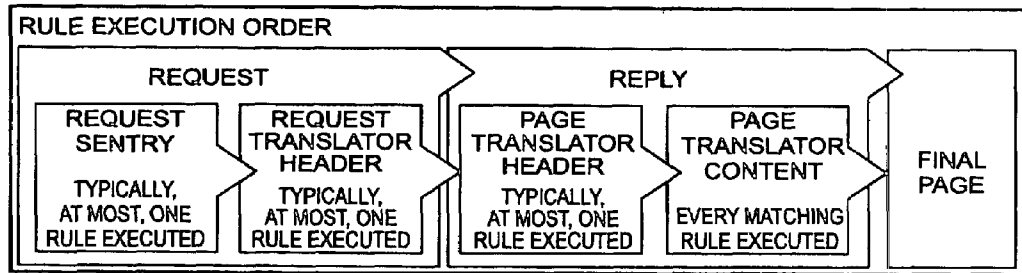 RULE EXECUTION ORDER
REQUEST
REQUEST
SENTRY
TYPICALLY,
AT MOST, ONE
RULE EXECUTED
REQUEST
TRANSLATOR
HEADER
TYPICALLY,
AT MOST, ONE
RULE EXECUTED
REPLY
PAGE
TRANSLATOR
HEADER
TYPICALLY,
AT MOST, ONE
RULE EXECUTED
PAGE
TRANSLATOR
CONTENT
EVERY MATCHING
RULE EXECUTED
FINAL
PAGE